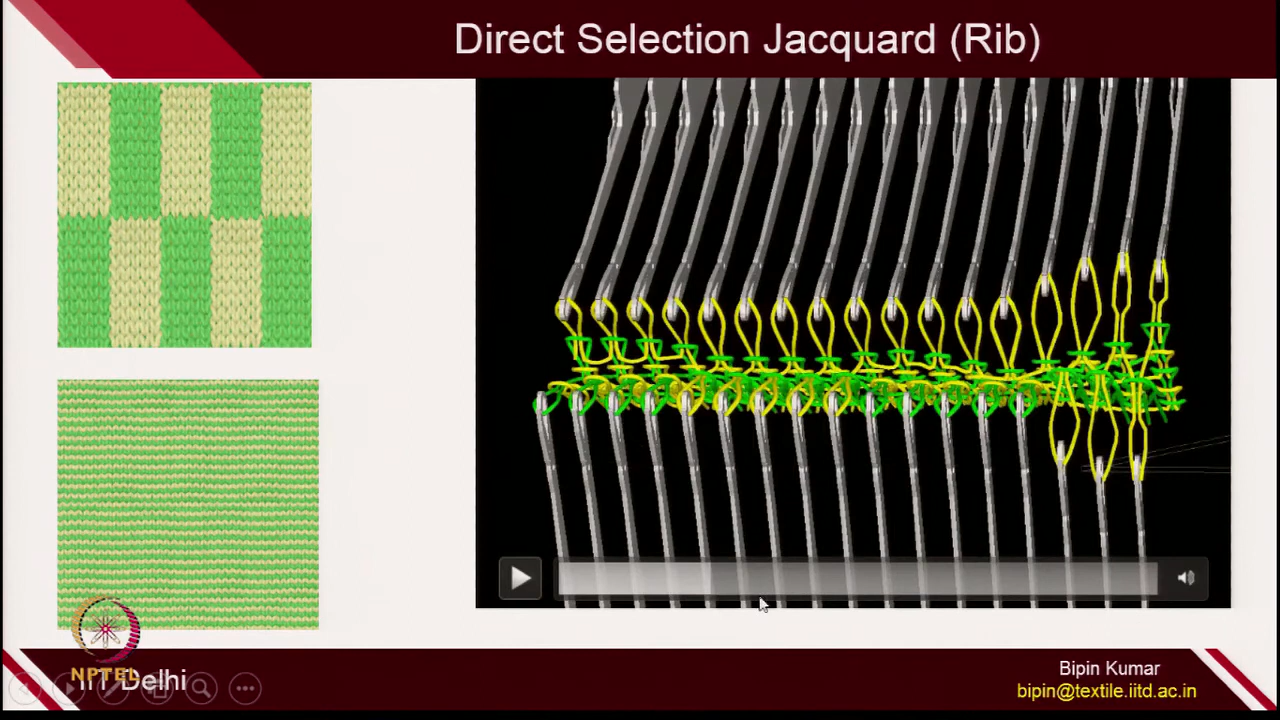 Direct Selection Jacquard (Rib)
NPTEL
IIT Delhi
Bipin Kumar
bipin@textile.iitd.ac.in